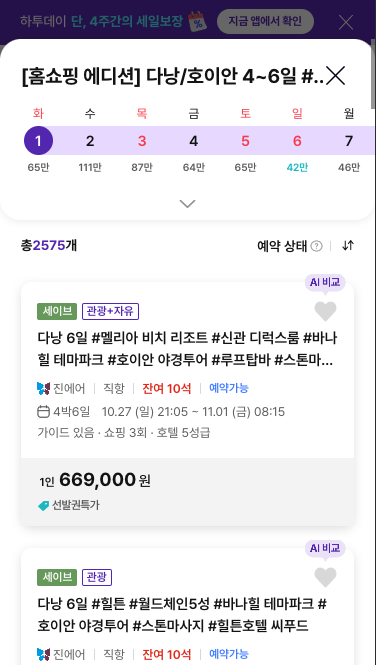 하투데이 단, 4주간의 세일보장 지금 앱에서 확인
[홈쇼핑 에디션] 다낭/호이안 4~6일 #..
화 수 목 금 토 일 월
1 2 3 4 5 6 7
65만 111만 87만 64만 65만 42만 46만
총2575개 예약 상태 ?
AI 비교
세이브 관광+자유
다낭 6일 #멜리아 비치 리조트 #신관 디럭스룸 #바나
힐 테마파크 #호이안 야경투어 #루프탑바 #스톤마...
진에어 직항 잔여 10석 예약가능
4박6일 10.27 (일) 21:05 ~ 11.01 (금) 08:15
가이드 있음 · 쇼핑 3회 · 호텔 5성급
1인 669,000 원
선발권특가
AI 비교
세이브 관광
다낭 6일 #힐튼 #월드체인5성 #바나힐 테마파크 #
호이안 야경투어 #스톤마사지 #힐튼호텔 씨푸드
진에어 직항 잔여 10석 예약가능